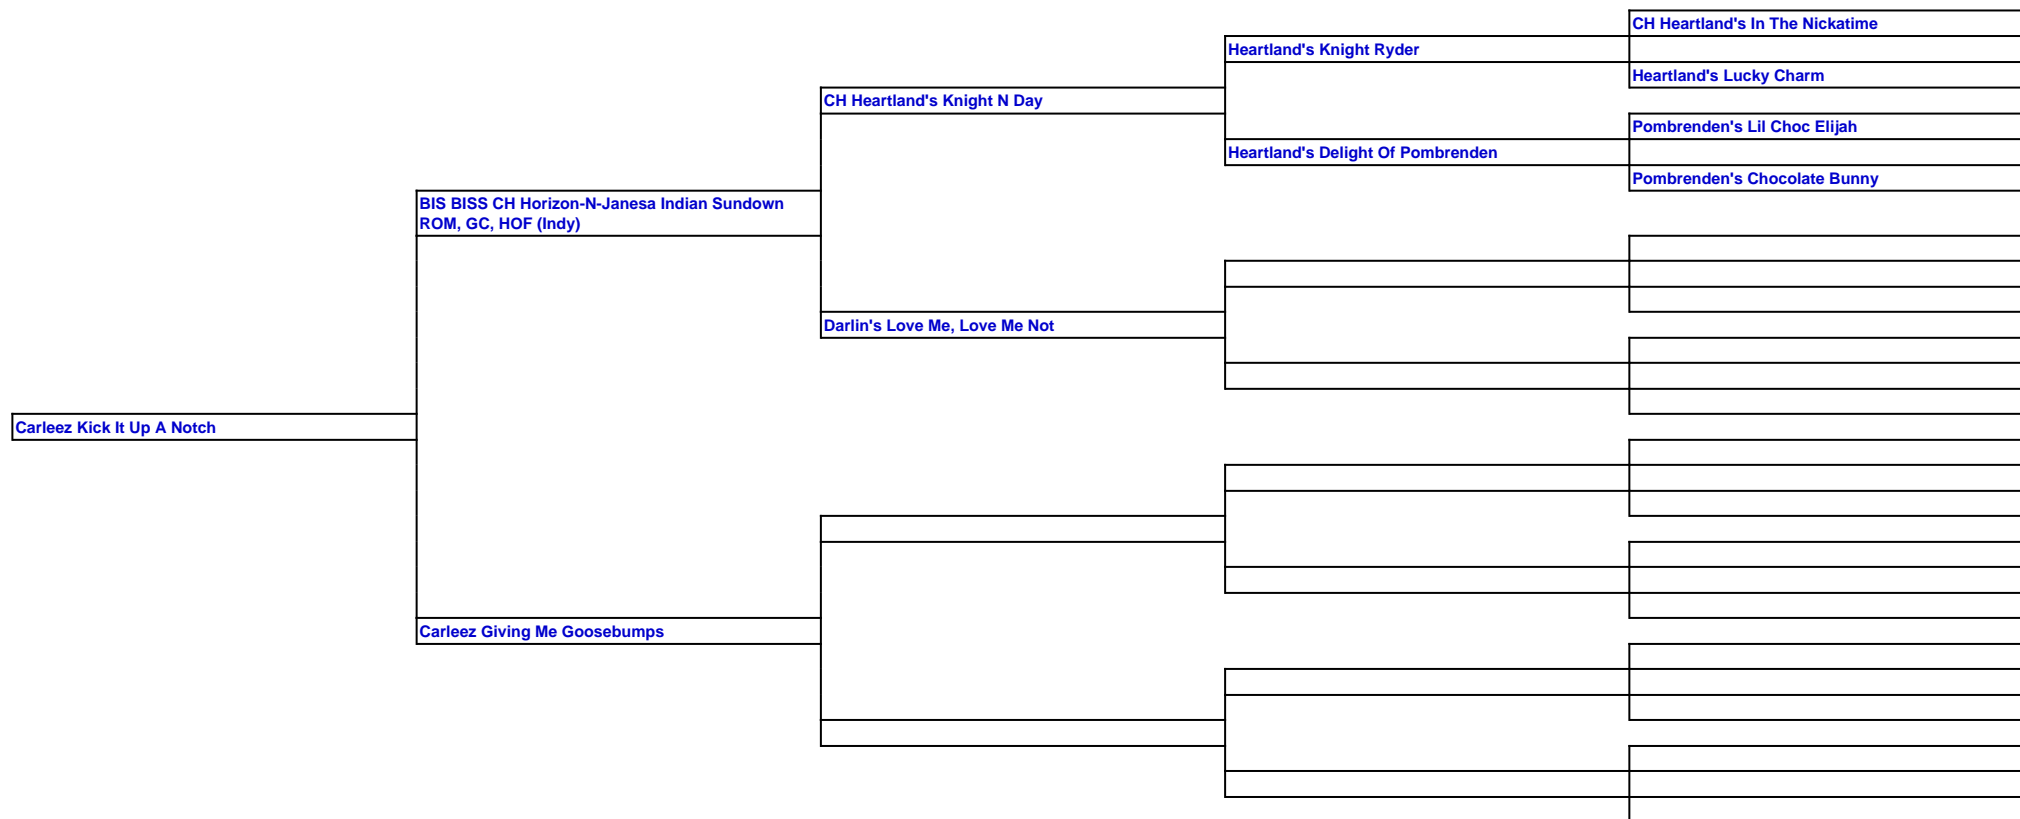 CH Heartland's In The Nickatime
Heartland's Knight Ryder
Heartland's Lucky Charm
CH Heartland's Knight N Day
Pombrenden's Lil Choc Elijah
Heartland's Delight Of Pombrenden
Pombrenden's Chocolate Bunny
BIS BISS CH Horizon-N-Janesa Indian Sundown
ROM, GC, HOF (Indy)
Darlin's Love Me, Love Me Not
Carleez Kick It Up A Notch
Carleez Giving Me Goosebumps